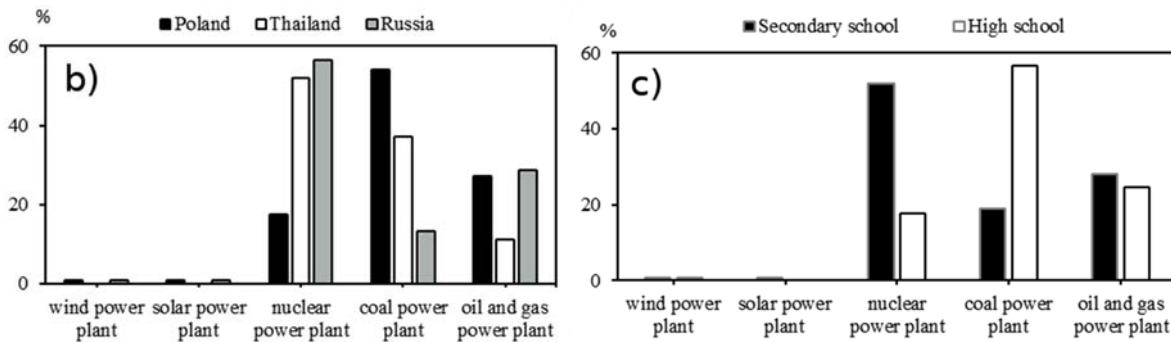 % Poland Thailand Russia
60
b)
40
20
0
wind power plant
solar power plant
nuclear power plant
coal power plant
oil and gas power plant
% Secondary school High school
60
c)
40
20
0
wind power plant
solar power plant
nuclear power plant
coal power plant
oil and gas power plant